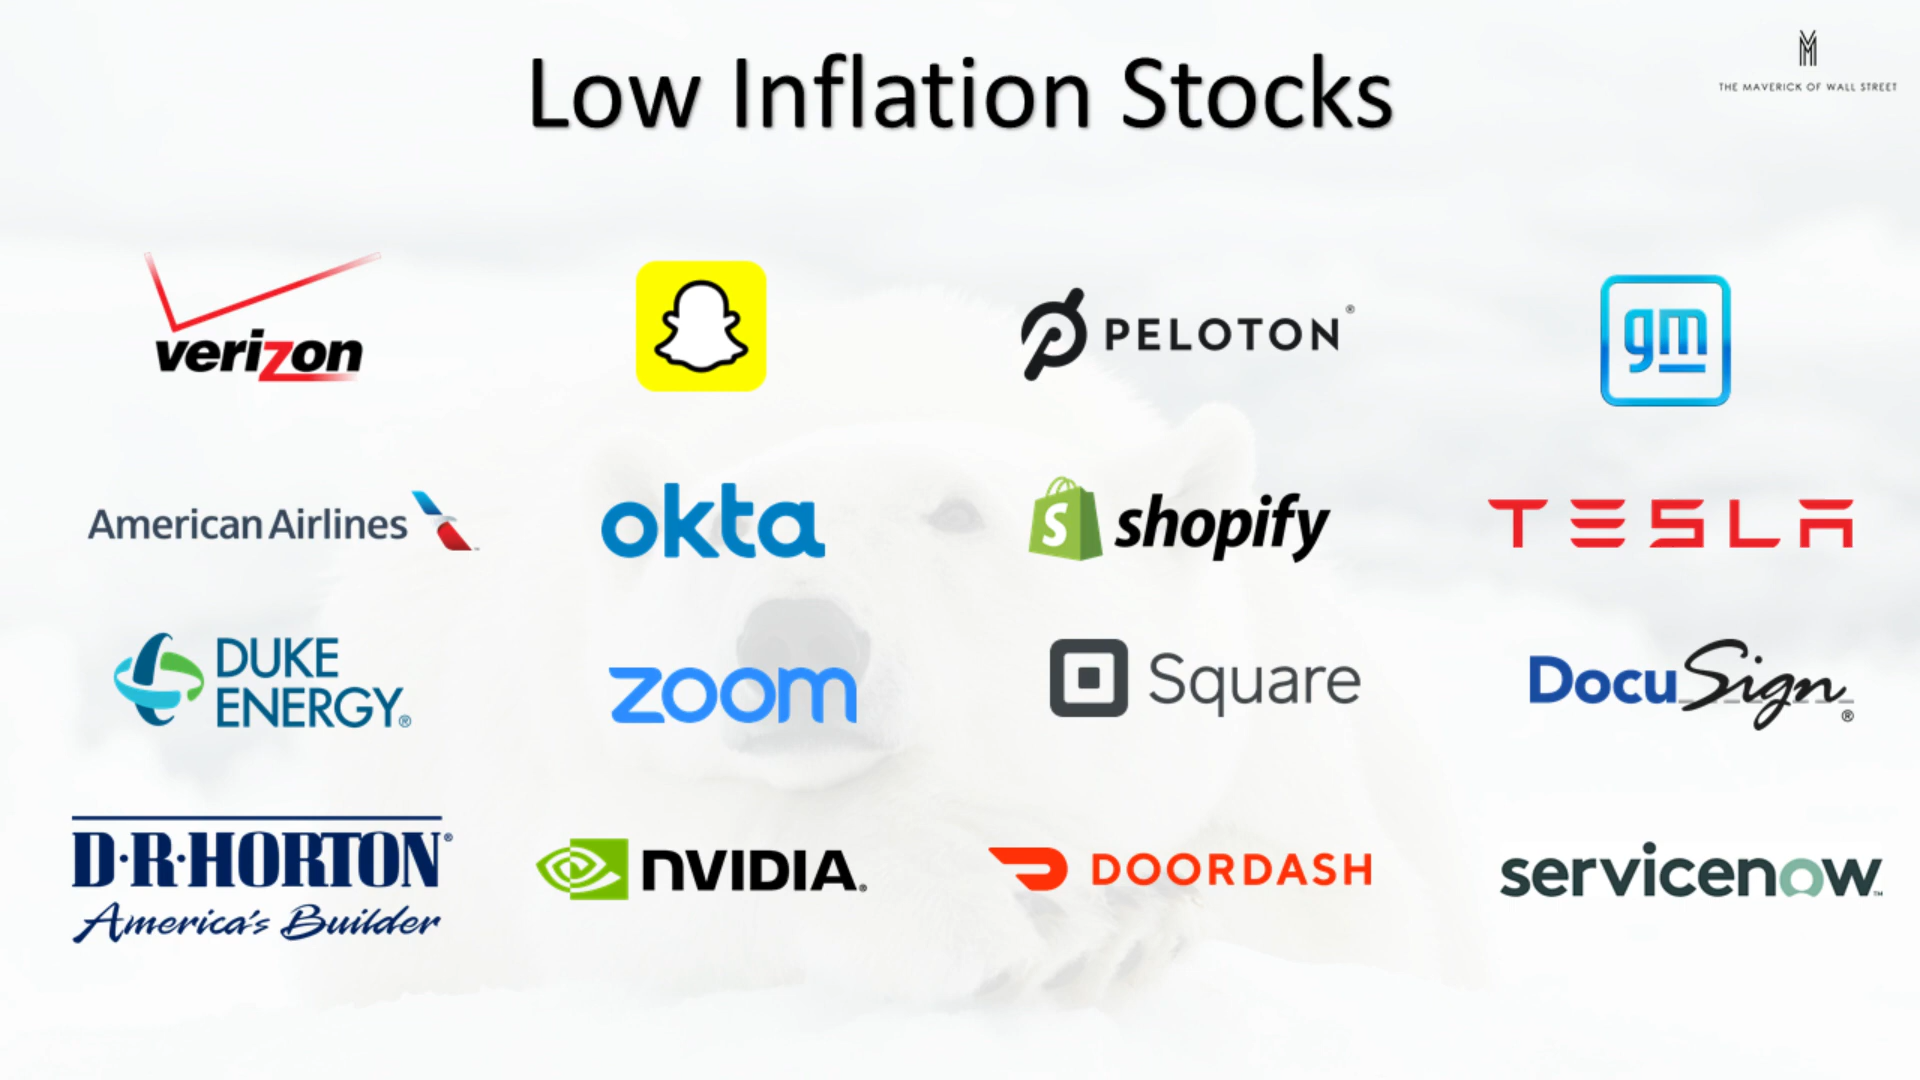 Low Inflation Stocks
THE MAVERICK OF WALL STREET
verizon
PELOTON®
gm
American Airlines
okta
shopify
TESLA
DUKE
ENERGY®
zoom
Square
DocuSign®
D·R·HORTON®
America's Builder
NVIDIA®
DOORDASH
servicenow™